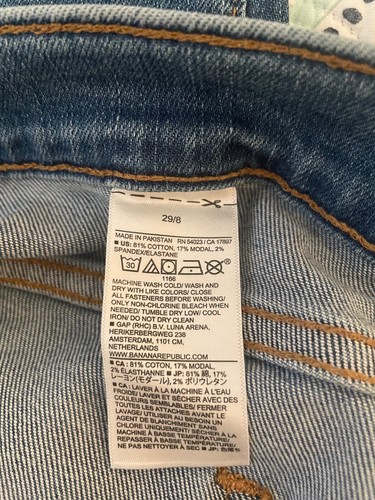 29/8
MADE IN PAKISTAN RN 54023 / CA 17897
■ US: 81% COTTON, 17% MODAL, 2%
SPANDEX/ELASTANE
30
1166
MACHINE WASH COLD/ WASH AND
DRY WITH LIKE COLORS/ CLOSE
ALL FASTENERS BEFORE WASHING/
ONLY NON-CHLORINE BLEACH WHEN
NEEDED/ TUMBLE DRY LOW/ COOL
IRON/ DO NOT DRY CLEAN
■ GAP (RHC) B.V. LUNA ARENA,
HERIKERBERGWEG 238
AMSTERDAM, 1101 CM,
NETHERLANDS
WWW.BANANAREPUBLIC.COM
■ CA : 81% COTON, 17% MODAL,
2% ÉLASTHANNE ■ JP: 81% 綿, 17%
レーヨン(モダール), 2% ポリウレタン
■ CA : LAVER À LA MACHINE À L'EAU
FROIDE/ LAVER ET SÉCHER AVEC DES
COULEURS SEMBLABLES/ FERMER
TOUTES LES ATTACHES AVANT LE
LAVAGE/ UTILISER AU BESOIN UN
AGENT DE BLANCHIMENT SANS
CHLORE UNIQUEMENT/ SÉCHER À LA
MACHINE À BASSE TEMPÉRATURE/
REPASSER À BASSE TEMPÉRATURE/
NE PAS NETTOYER À SEC ■ JP: